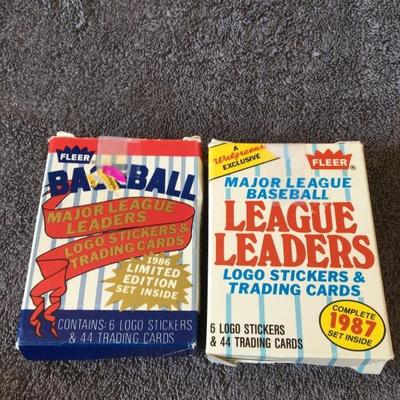 FLEER
BASEBALL
MAJOR LEAGUE
LEADERS
LOGO STICKERS &
TRADING CARDS
1986
LIMITED
EDITION
SET INSIDE
CONTAINS: 6 LOGO STICKERS
& 44 TRADING CARDS
A
Walgreens
EXCLUSIVE
FLEER®
MAJOR LEAGUE
BASEBALL
LEAGUE
LEADERS
LOGO STICKERS
& TRADING CARDS
6 LOGO STICKERS
& 44 TRADING CARDS
COMPLETE
1987
SET INSIDE